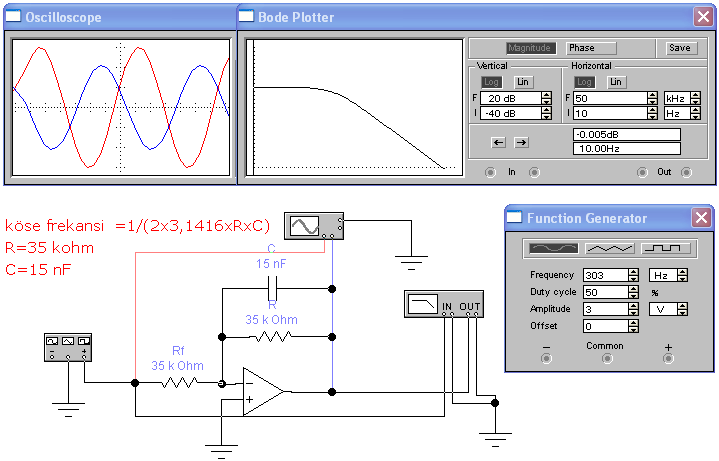 Oscilloscope
Bode Plotter
Magnitude Phase Save
Vertical Horizontal
Log Lin Log Lin
F 20 dB F 50 kHz
I -40 dB I 10 Hz
-0.005dB
10.00Hz
In Out
köse frekansi =1/(2x3,1416xRxC)
R=35 kohm
C=15 nF
C
15 nF
R
35 k Ohm
Rf
35 k Ohm
IN OUT
Function Generator
Frequency 303 Hz
Duty cycle 50 %
Amplitude 3 V
Offset 0
− Common +